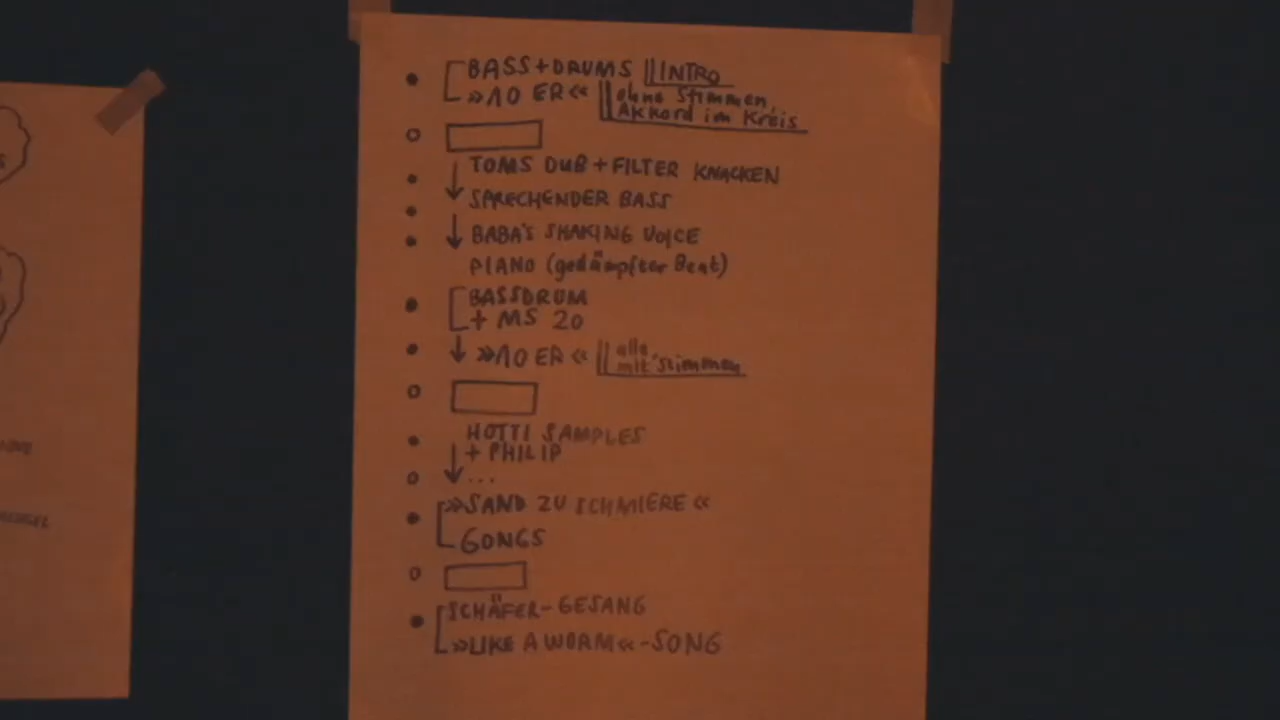 BASS+DRUMS INTRO
»10 ER« ohne Stimmen,
Akkord im Kreis
TOMS DUB + FILTER KNACKEN
SPRECHENDER BASS
BABA'S SHAKING VOICE
PIANO (gedämpfter Beat)
BASSDRUM
+ MS 20
»10 ER« alle
mit Stimmen
HOTTI SAMPLES
+ PHILIP
...
»SAND ZU SCHMIERE«
GONGS
SCHÄFER-GESANG
»LIKE A WORM«-SONG